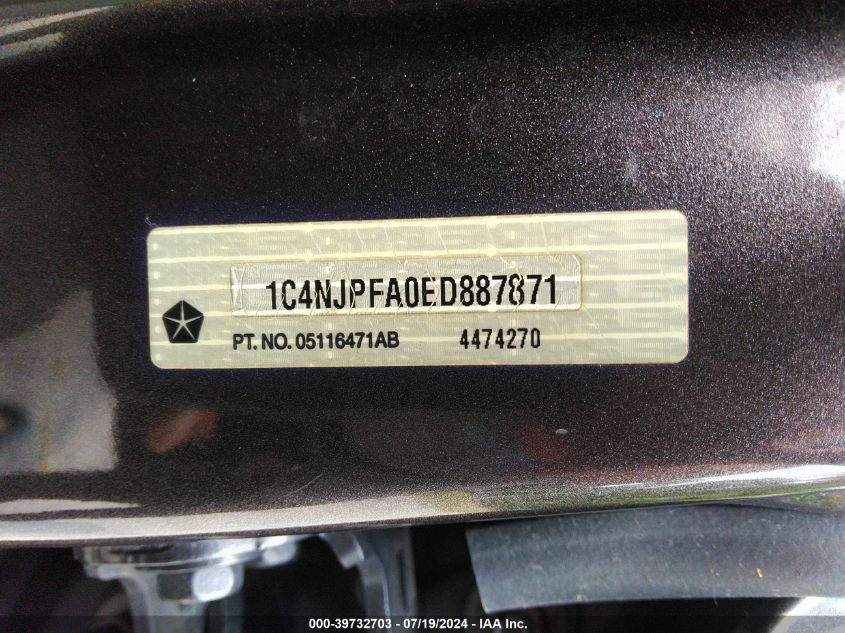 1C4NJPFA0ED887871
PT. NO. 05116471AB 4474270
000-39732703 - 07/19/2024 - IAA Inc.